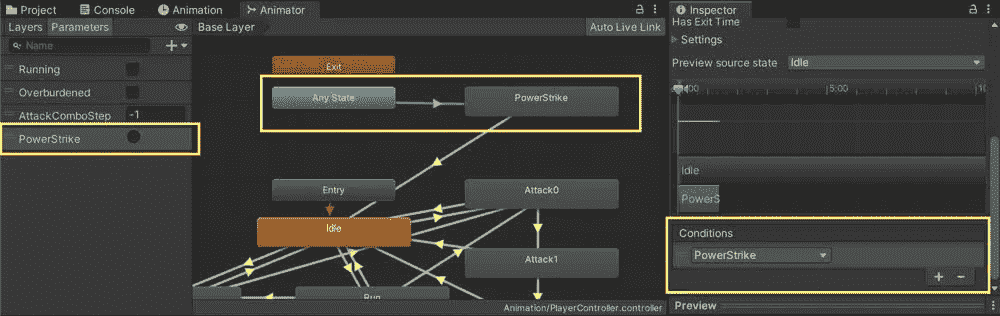 Project
Console
Animation
Animator
Layers
Parameters
Base Layer
Auto Live Link
Name
Running
Overburdened
AttackComboStep
-1
PowerStrike
Exit
Any State
PowerStrike
Entry
Attack0
Idle
Attack1
Run
Animation/PlayerController.controller
Inspector
Has Exit Time
Settings
Preview source state
Idle
:00
5:00
10
Idle
PowerS
Conditions
PowerStrike
Preview